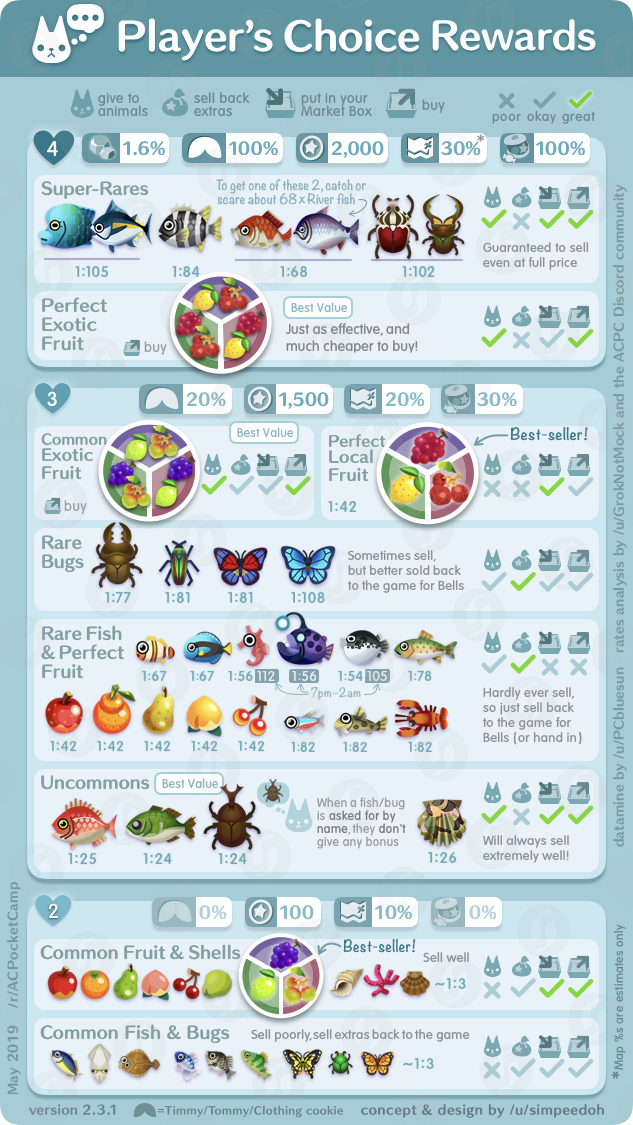 Player's Choice Rewards
give to
animals
sell back
extras
put in your
Market Box
buy
poor okay great
4
1.6%
100%
2,000
30%*
100%
Super-Rares
To get one of these 2, catch or
scare about 68 x River fish
1:105
1:84
1:68
1:102
Guaranteed to sell
even at full price
Perfect
Exotic
Fruit
buy
Best Value
Just as effective, and
much cheaper to buy!
3
20%
1,500
20%
30%
Common
Exotic
Fruit
buy
Best Value
Perfect
Local
Fruit
1:42
Best-seller!
Rare
Bugs
1:77
1:81
1:81
1:108
Sometimes sell,
but better sold back
to the game for Bells
Rare Fish
& Perfect
Fruit
1:67
1:67
1:56 112
1:56
1:54 105
1:78
7pm-2am
1:42
1:42
1:42
1:42
1:42
1:82
1:82
1:82
Hardly ever sell,
so just sell back
to the game for
Bells (or hand in)
Uncommons
Best Value
1:25
1:24
1:24
When a fish/bug
is asked for by
name, they don't
give any bonus
1:26
Will always sell
extremely well!
2
0%
100
10%
0%
Common Fruit & Shells
Best-seller!
Sell well
~1:3
Common Fish & Bugs
Sell poorly, sell extras back to the game
~1:3
version 2.3.1
=Timmy/Tommy/Clothing cookie
concept & design by /u/simpeedoh
May 2019 /r/ACPocketCamp
datamine by /u/PCbluesun rates analysis by /u/GrokNotMock and the ACPC Discord community
*Map %s are estimates only